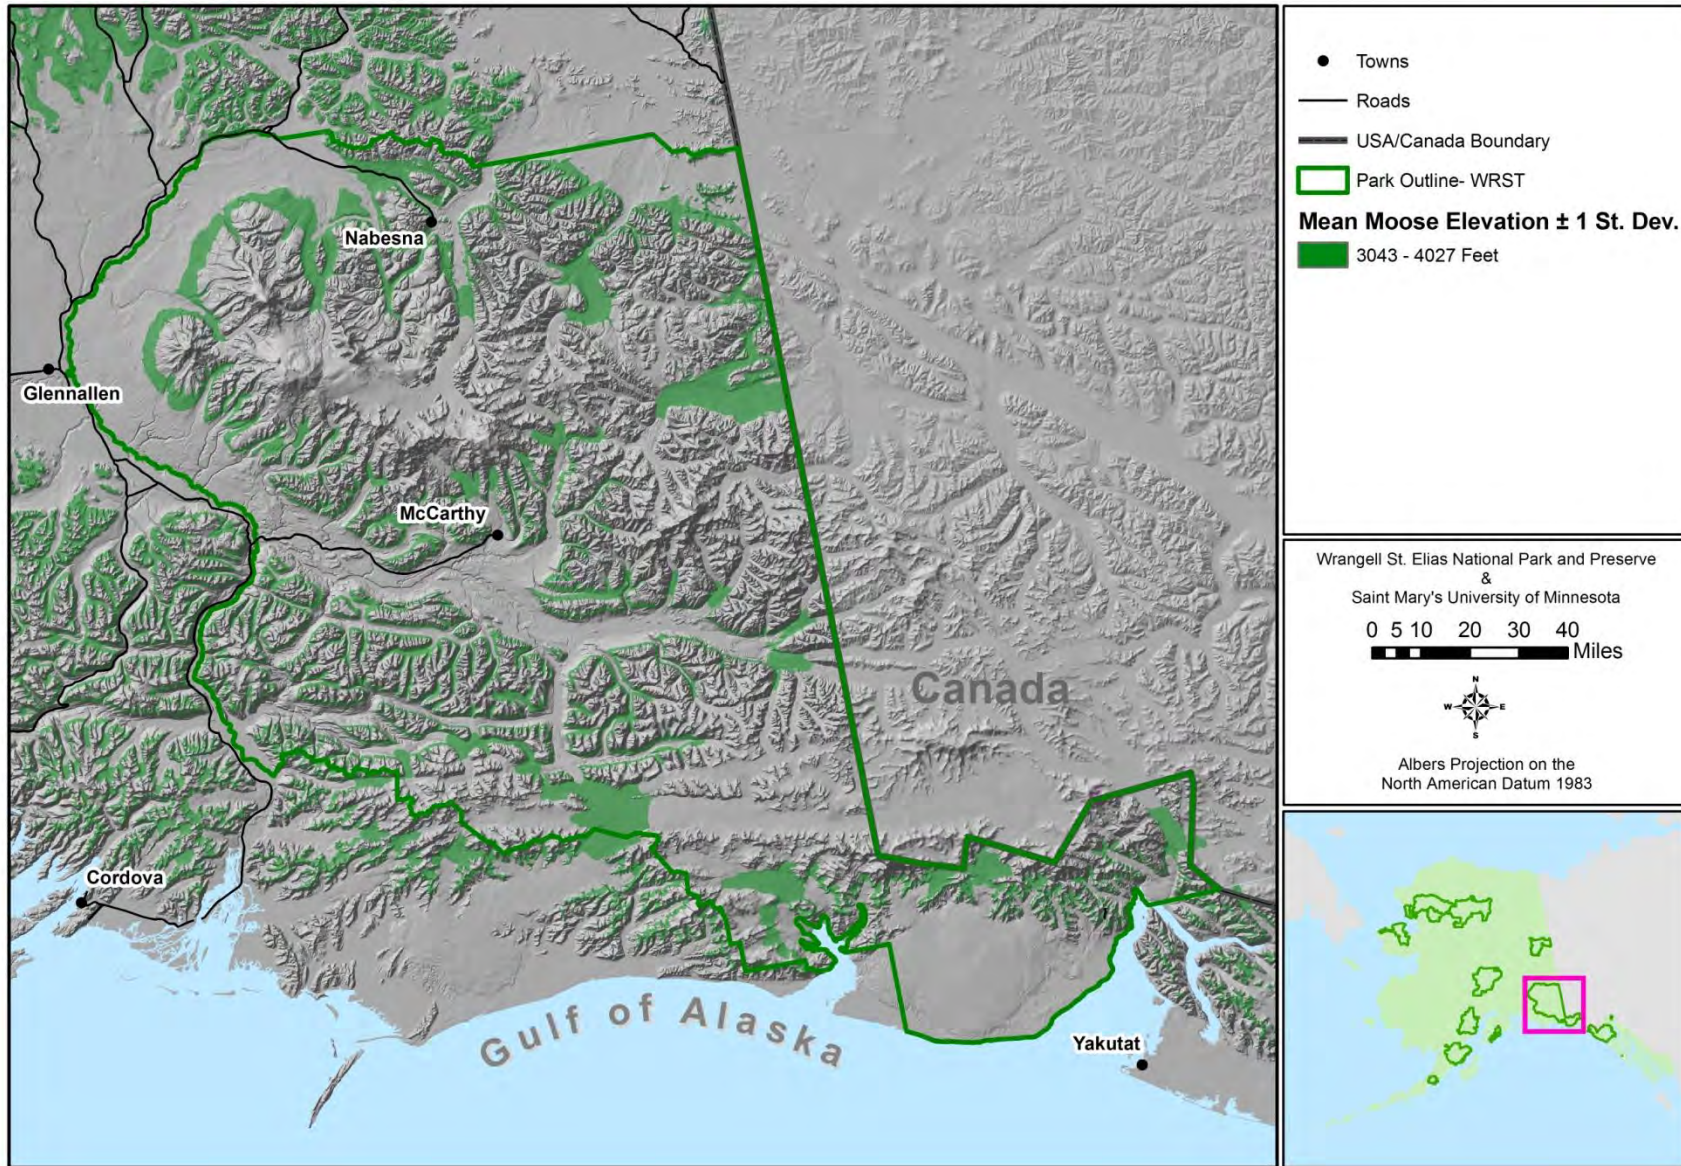 Nabesna
Glennallen
McCarthy
Canada
Cordova
Gulf of Alaska
Yakutat
Towns
Roads
USA/Canada Boundary
Park Outline- WRST
Mean Moose Elevation ± 1 St. Dev.
3043 - 4027 Feet
Wrangell St. Elias National Park and Preserve
&
Saint Mary's University of Minnesota
0 5 10 20 30 40
Miles
N
W E
S
Albers Projection on the
North American Datum 1983